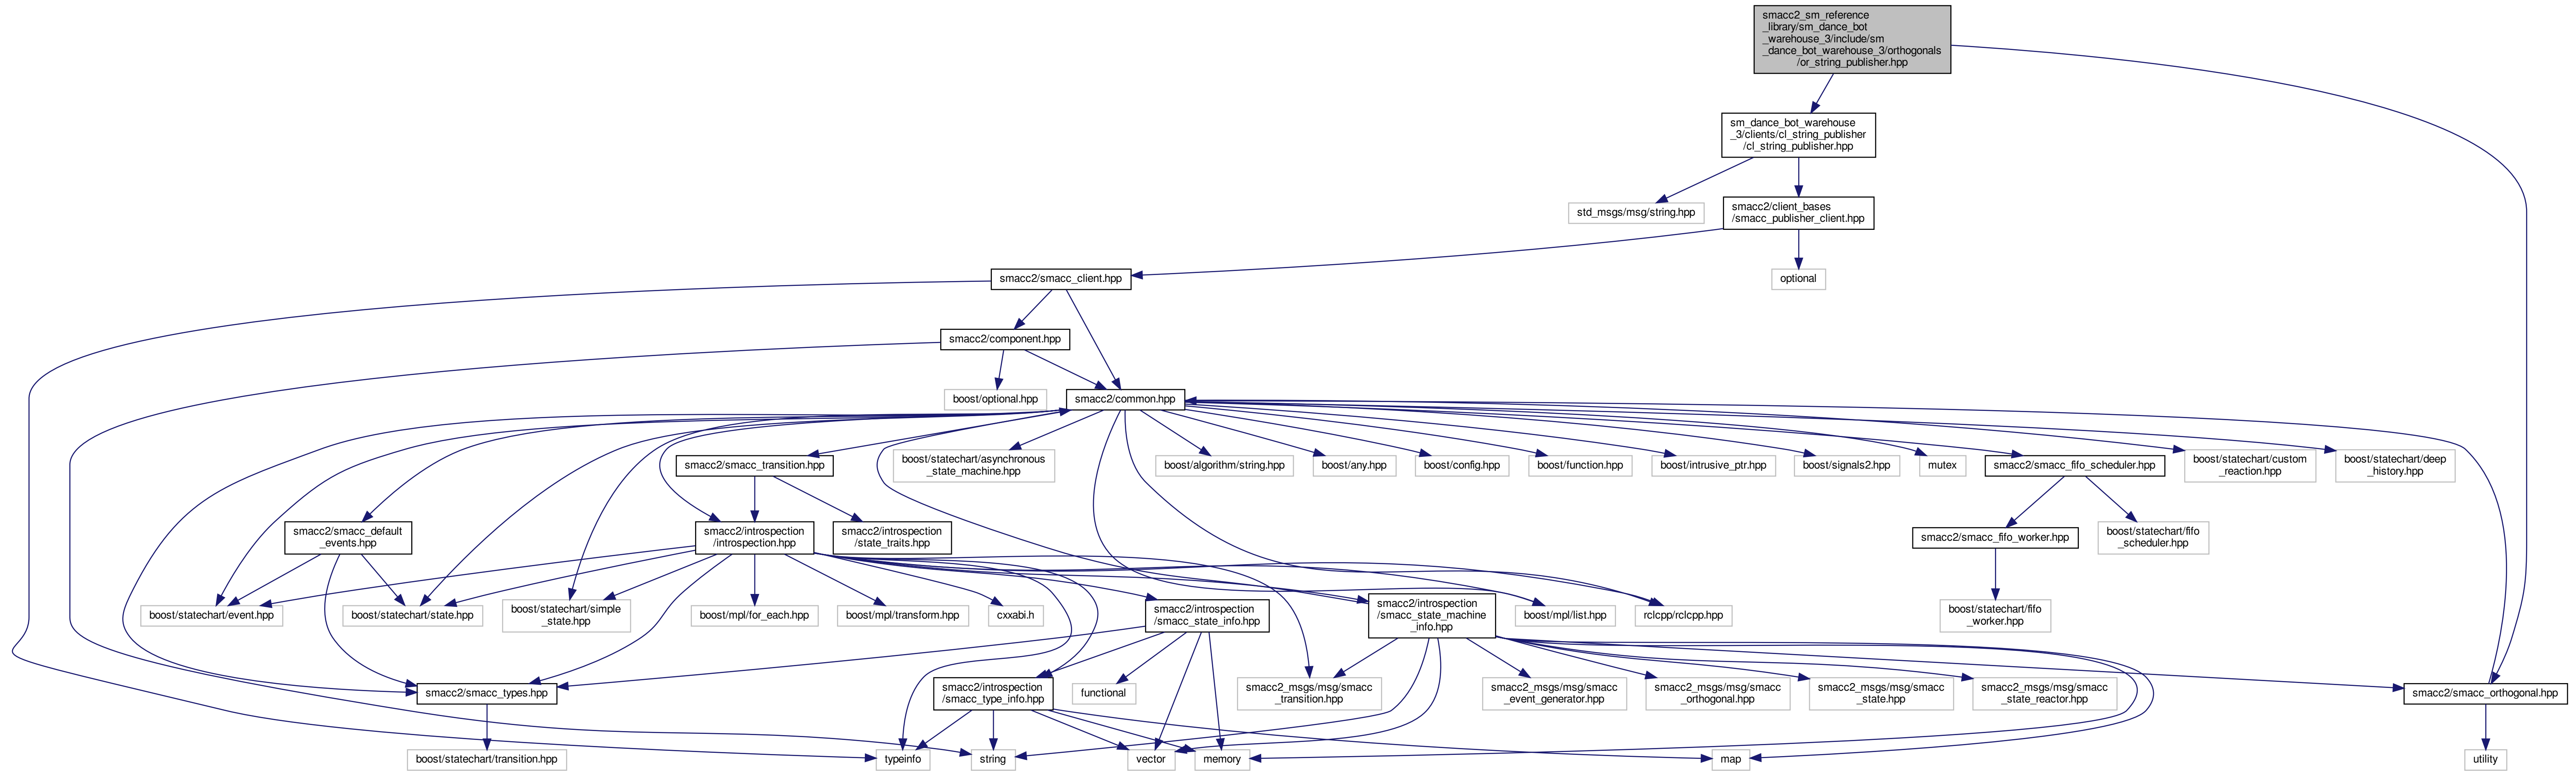 smacc2_sm_reference
_library/sm_dance_bot
_warehouse_3/include/sm
_dance_bot_warehouse_3/orthogonals
/or_string_publisher.hpp
sm_dance_bot_warehouse
_3/clients/cl_string_publisher
/cl_string_publisher.hpp
std_msgs/msg/string.hpp
smacc2/client_bases
/smacc_publisher_client.hpp
smacc2/smacc_client.hpp
optional
smacc2/component.hpp
boost/optional.hpp
smacc2/common.hpp
smacc2/smacc_transition.hpp
boost/statechart/asynchronous
_state_machine.hpp
boost/algorithm/string.hpp
boost/any.hpp
boost/config.hpp
boost/function.hpp
boost/intrusive_ptr.hpp
boost/signals2.hpp
mutex
smacc2/smacc_fifo_scheduler.hpp
boost/statechart/custom
_reaction.hpp
boost/statechart/deep
_history.hpp
smacc2/smacc_default
_events.hpp
smacc2/introspection
/introspection.hpp
smacc2/introspection
/state_traits.hpp
smacc2/smacc_fifo_worker.hpp
boost/statechart/fifo
_scheduler.hpp
boost/statechart/event.hpp
boost/statechart/state.hpp
boost/statechart/simple
_state.hpp
boost/mpl/for_each.hpp
boost/mpl/transform.hpp
cxxabi.h
smacc2/introspection
/smacc_state_info.hpp
smacc2/introspection
/smacc_state_machine
_info.hpp
boost/mpl/list.hpp
rclcpp/rclcpp.hpp
boost/statechart/fifo
_worker.hpp
smacc2/smacc_types.hpp
smacc2/introspection
/smacc_type_info.hpp
functional
smacc2_msgs/msg/smacc
_transition.hpp
smacc2_msgs/msg/smacc
_event_generator.hpp
smacc2_msgs/msg/smacc
_orthogonal.hpp
smacc2_msgs/msg/smacc
_state.hpp
smacc2_msgs/msg/smacc
_state_reactor.hpp
smacc2/smacc_orthogonal.hpp
boost/statechart/transition.hpp
typeinfo
string
vector
memory
map
utility